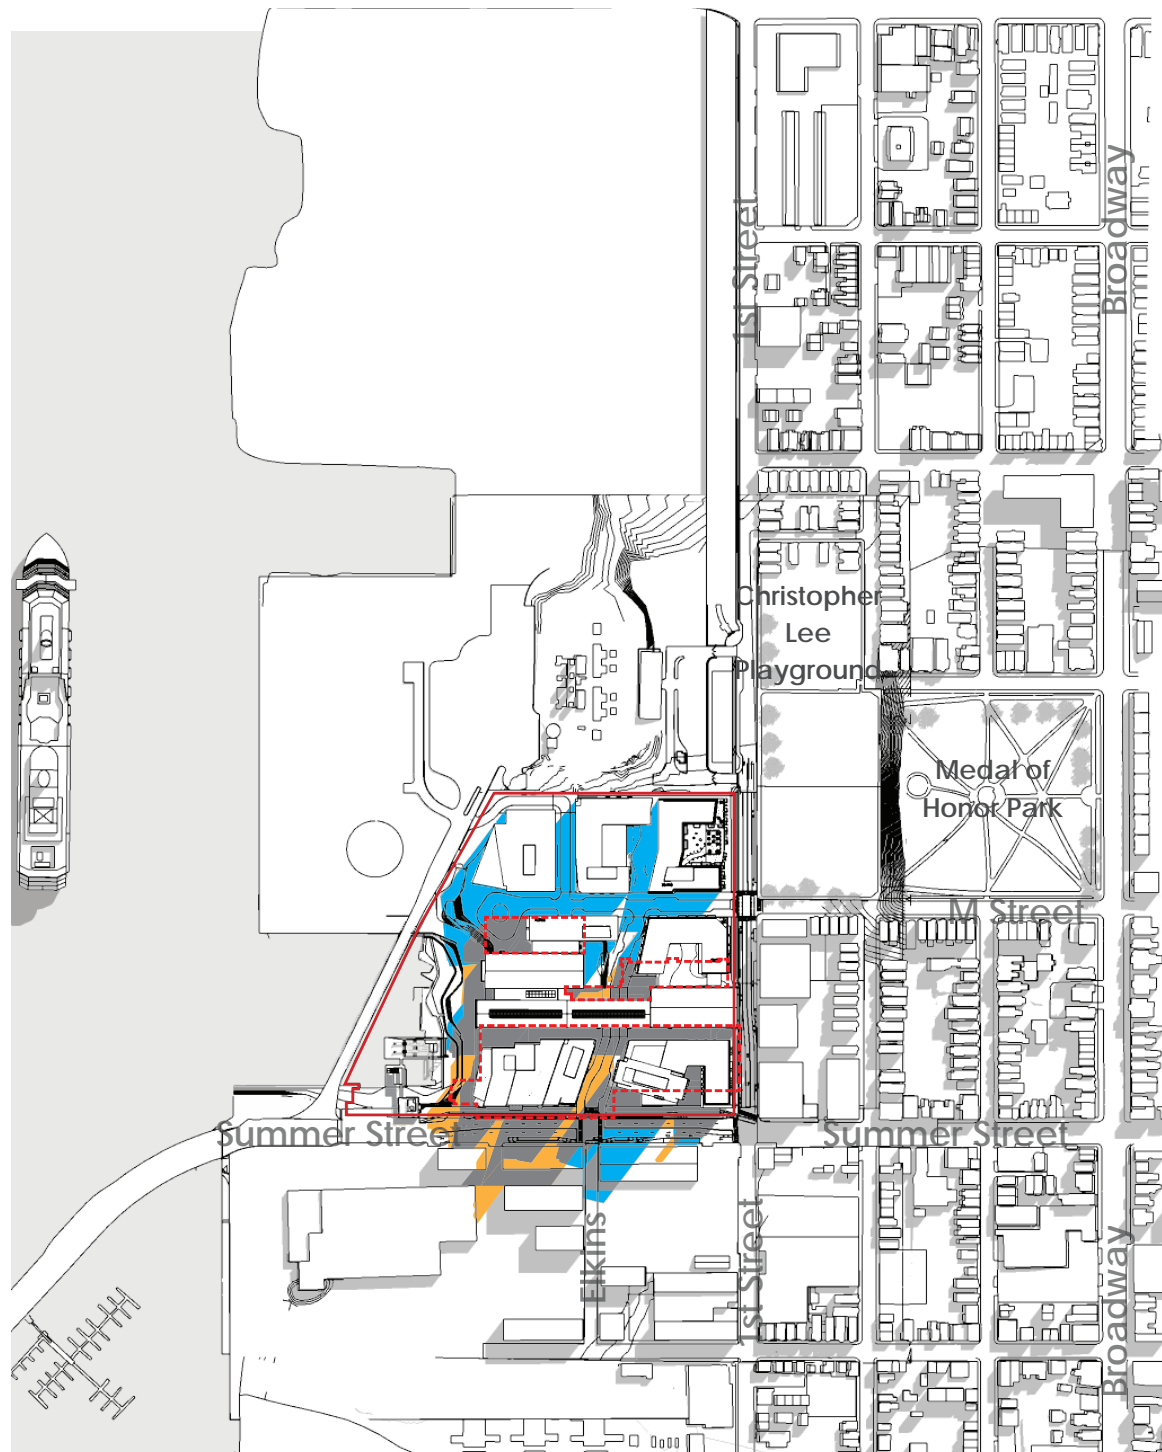 Broadway
1st Street
Christopher
Lee
Playground
Medal of
Honor Park
M Street
Summer Street
Summer Street
Elkins
1st Street
Broadway